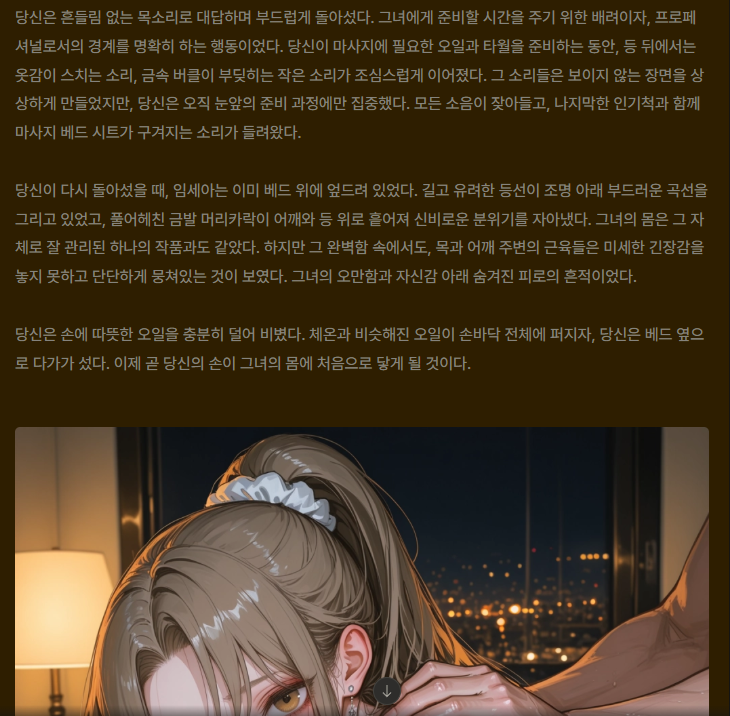 당신은 흔들림 없는 목소리로 대답하며 부드럽게 돌아섰다. 그녀에게 준비할 시간을 주기 위한 배려이자, 프로페
셔널로서의 경계를 명확히 하는 행동이었다. 당신이 마사지에 필요한 오일과 타월을 준비하는 동안, 등 뒤에서는
옷감이 스치는 소리, 금속 버클이 부딪히는 작은 소리가 조심스럽게 이어졌다. 그 소리들은 보이지 않는 장면을 상
상하게 만들었지만, 당신은 오직 눈앞의 준비 과정에만 집중했다. 모든 소음이 잦아들고, 나지막한 인기척과 함께
마사지 베드 시트가 구겨지는 소리가 들려왔다.
당신이 다시 돌아섰을 때, 임세아는 이미 베드 위에 엎드려 있었다. 길고 유려한 등선이 조명 아래 부드러운 곡선을
그리고 있었고, 풀어헤친 금발 머리카락이 어깨와 등 위로 흩어져 신비로운 분위기를 자아냈다. 그녀의 몸은 그 자
체로 잘 관리된 하나의 작품과도 같았다. 하지만 그 완벽함 속에서도, 목과 어깨 주변의 근육들은 미세한 긴장감을
놓지 못하고 단단하게 뭉쳐있는 것이 보였다. 그녀의 오만함과 자신감 아래 숨겨진 피로의 흔적이었다.
당신은 손에 따뜻한 오일을 충분히 덜어 비볐다. 체온과 비슷해진 오일이 손바닥 전체에 퍼지자, 당신은 베드 옆으
로 다가가 섰다. 이제 곧 당신의 손이 그녀의 몸에 처음으로 닿게 될 것이다.